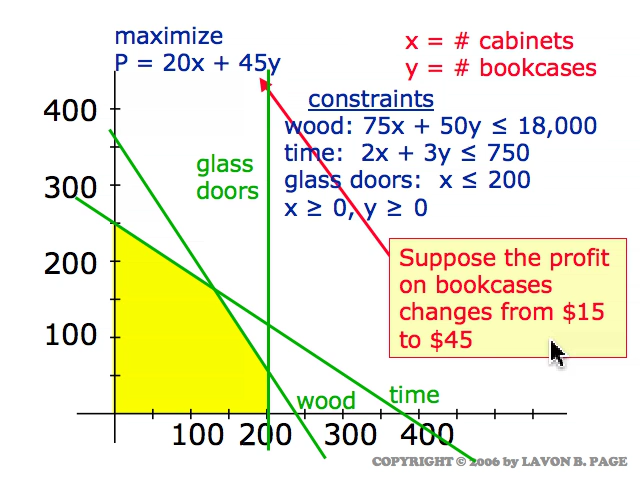 maximize
P = 20x + 45y
x = # cabinets
y = # bookcases
constraints
wood: 75x + 50y ≤ 18,000
time: 2x + 3y ≤ 750
glass doors: x ≤ 200
x ≥ 0, y ≥ 0
glass
doors
Suppose the profit
on bookcases
changes from $15
to $45
400
300
200
100
wood
time
100 200 300 400
COPYRIGHT © 2006 by LAVON B. PAGE